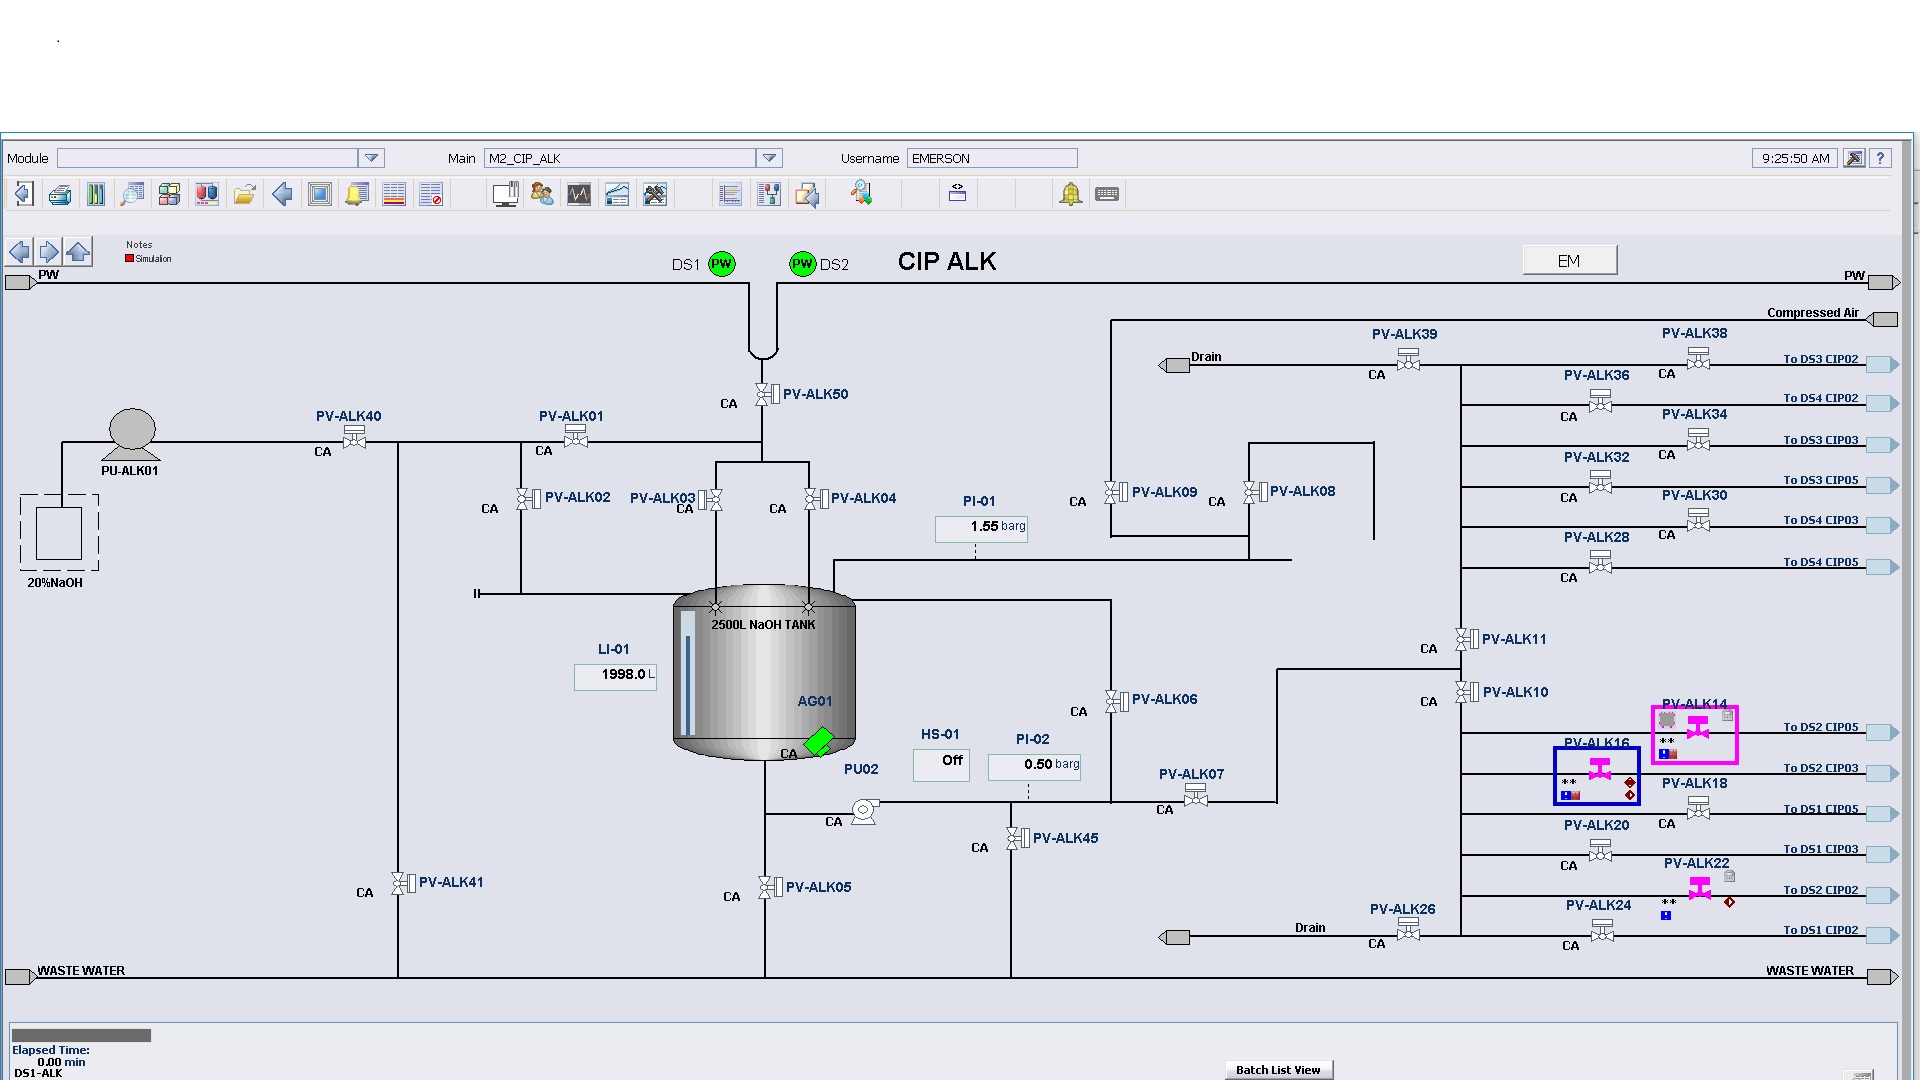 Module
Main M2_CIP_ALK
Username EMERSON
9:25:50 AM
?
Notes
Simulation
DS1 PW
PW DS2
CIP ALK
EM
PW
PW
Compressed Air
PV-ALK39
PV-ALK38
Drain
CA
CA
To DS3 CIP02
PV-ALK36
CA
To DS4 CIP02
PV-ALK50
CA
PV-ALK34
CA
To DS3 CIP03
PV-ALK40
CA
PV-ALK01
CA
PU-ALK01
PV-ALK32
CA
To DS3 CIP05
PV-ALK02
CA
PV-ALK03
CA
PV-ALK04
CA
PI-01
1.55 barg
PV-ALK09
CA
PV-ALK08
CA
PV-ALK30
CA
To DS4 CIP03
PV-ALK28
CA
To DS4 CIP05
20%NaOH
2500L NaOH TANK
LI-01
1998.0 L
AG01
CA
PV-ALK11
CA
PV-ALK10
CA
PV-ALK06
CA
PV-ALK14
**
To DS2 CIP05
HS-01
Off
PI-02
0.50 barg
PV-ALK16
**
To DS2 CIP03
PU02
CA
PV-ALK07
CA
PV-ALK18
CA
To DS1 CIP05
PV-ALK45
CA
PV-ALK20
CA
To DS1 CIP03
PV-ALK41
CA
PV-ALK05
CA
PV-ALK22
**
To DS2 CIP02
PV-ALK26
CA
Drain
PV-ALK24
CA
To DS1 CIP02
WASTE WATER
WASTE WATER
Elapsed Time:
0.00 min
DS1-ALK
Batch List View